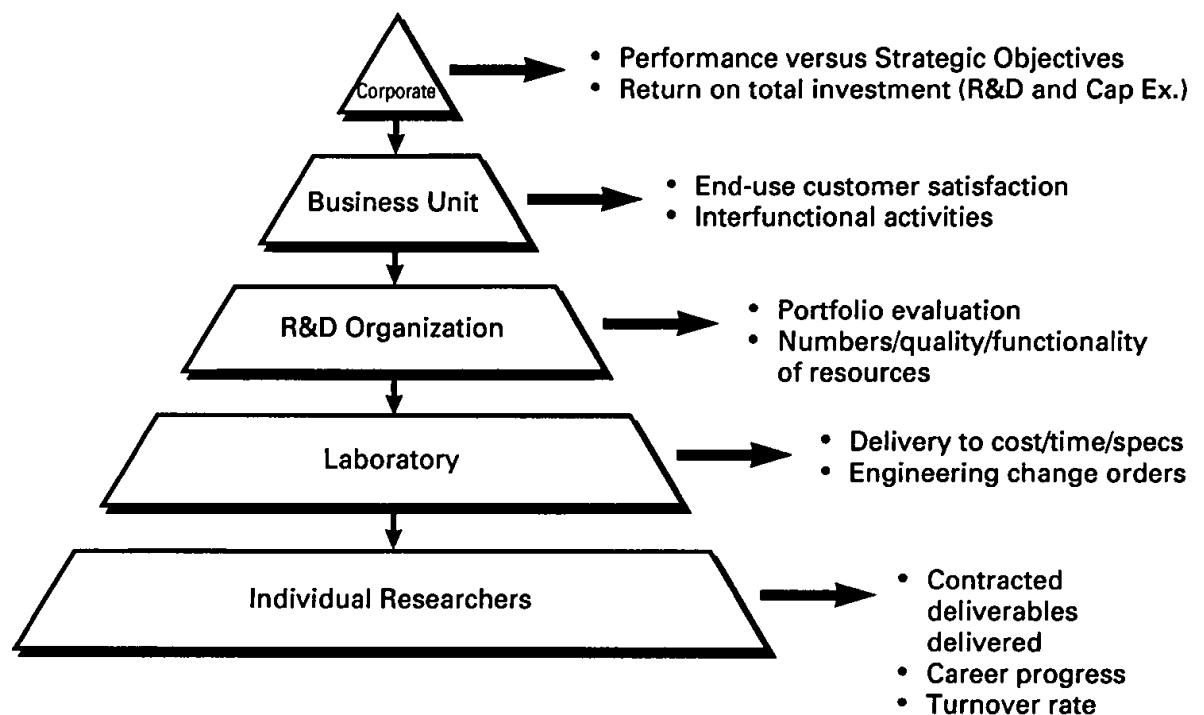 Corporate
• Performance versus Strategic Objectives
• Return on total investment (R&D and Cap Ex.)
Business Unit
• End-use customer satisfaction
• Interfunctional activities
R&D Organization
• Portfolio evaluation
• Numbers/quality/functionality
of resources
Laboratory
• Delivery to cost/time/specs
• Engineering change orders
Individual Researchers
• Contracted
deliverables
delivered
• Career progress
• Turnover rate